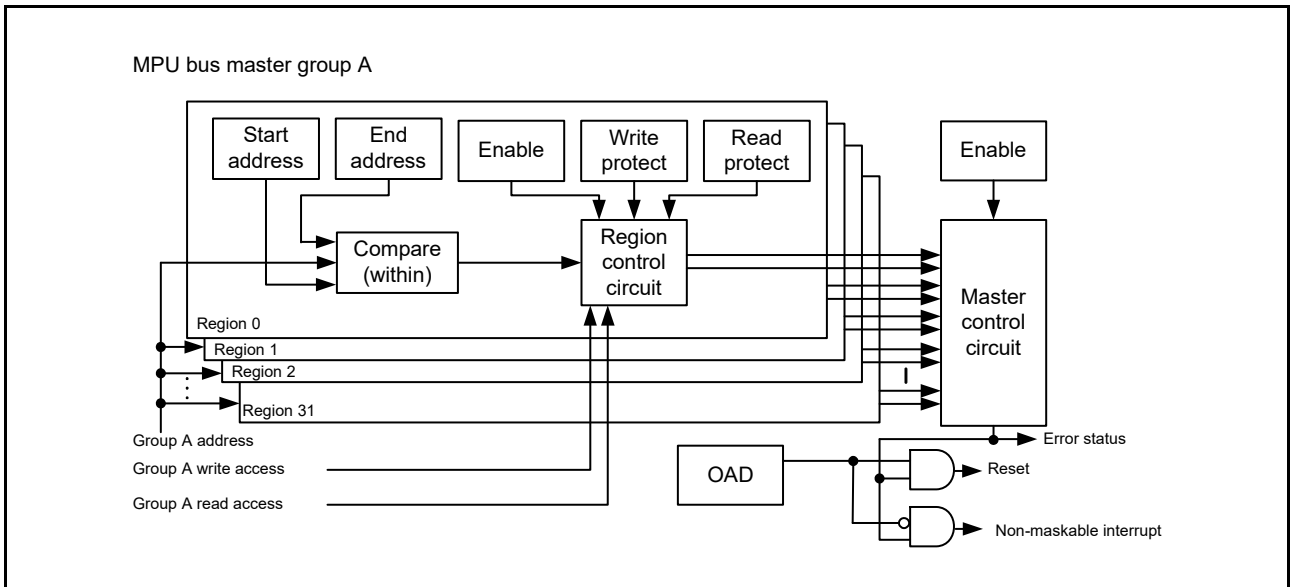 MPU bus master group A
Start
address
End
address
Enable
Write
protect
Read
protect
Enable
Compare
(within)
Region
control
circuit
Master
control
circuit
Region 0
Region 1
Region 2
Region 31
Group A address
Group A write access
Group A read access
OAD
Error status
Reset
Non-maskable interrupt